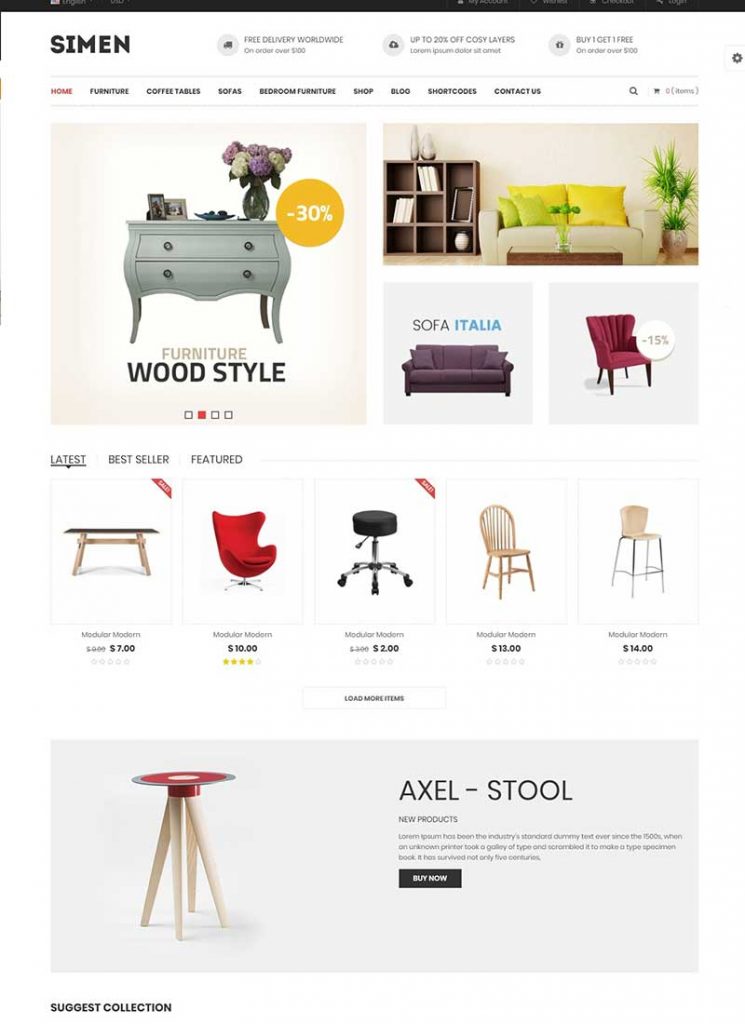 English
USD
My Account
Wishlist
Checkout
Login
SIMEN
FREE DELIVERY WORLDWIDE
On order over $100
UP TO 20% OFF COSY LAYERS
Lorem ipsum dolor sit amet
BUY 1 GET 1 FREE
On order over $100
HOME FURNITURE COFFEE TABLES SOFAS BEDROOM FURNITURE SHOP BLOG SHORTCODES CONTACT US
0 ( items )
-30%
FURNITURE
WOOD STYLE
SOFA ITALIA
-15%
LATEST BEST SELLER FEATURED
SALE!
SALE!
Modular Modern
$ 9.00 $ 7.00
Modular Modern
$ 10.00
Modular Modern
$ 3.00 $ 2.00
Modular Modern
$ 13.00
Modular Modern
$ 14.00
LOAD MORE ITEMS
AXEL - STOOL
NEW PRODUCTS
Lorem Ipsum has been the industry's standard dummy text ever since the 1500s, when
an unknown printer took a galley of type and scrambled it to make a type specimen
book. It has survived not only five centuries,
BUY NOW
SUGGEST COLLECTION